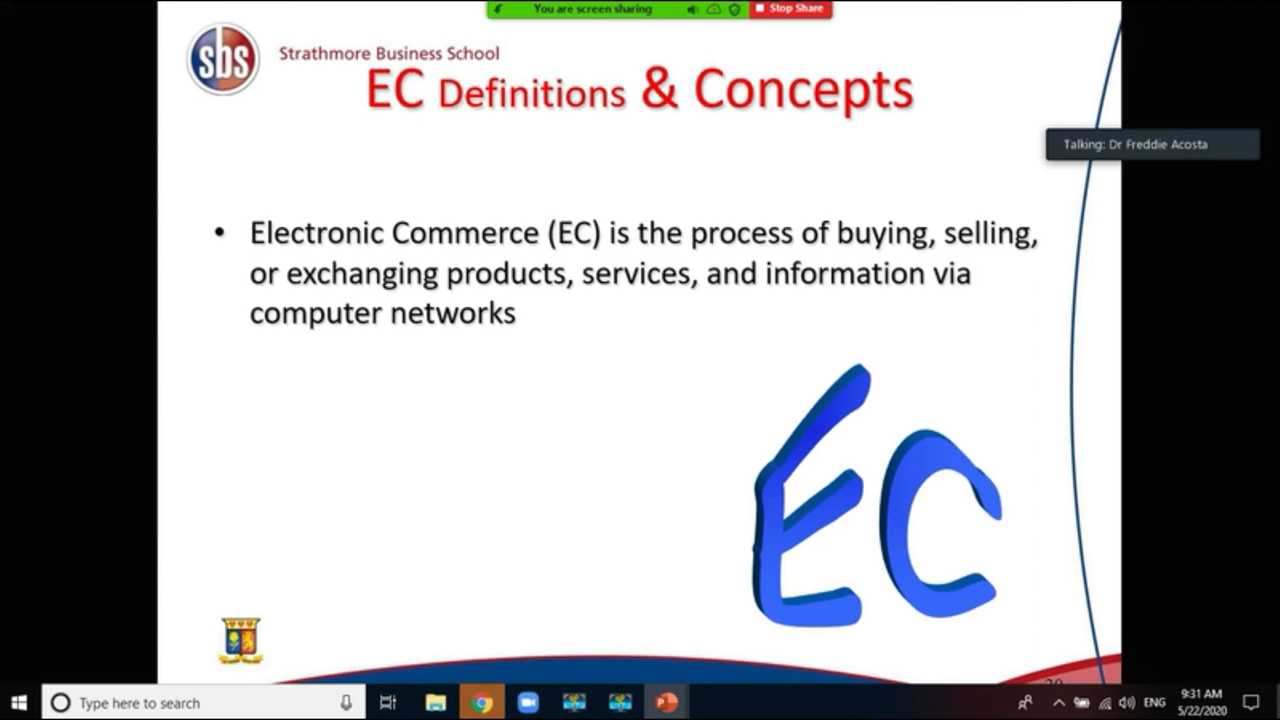 You are screen sharing
Stop Share
sbs
Strathmore Business School
EC Definitions & Concepts
Talking: Dr Freddie Acosta
• Electronic Commerce (EC) is the process of buying, selling,
or exchanging products, services, and information via
computer networks
EC
Type here to search
ENG
9:31 AM
5/22/2020